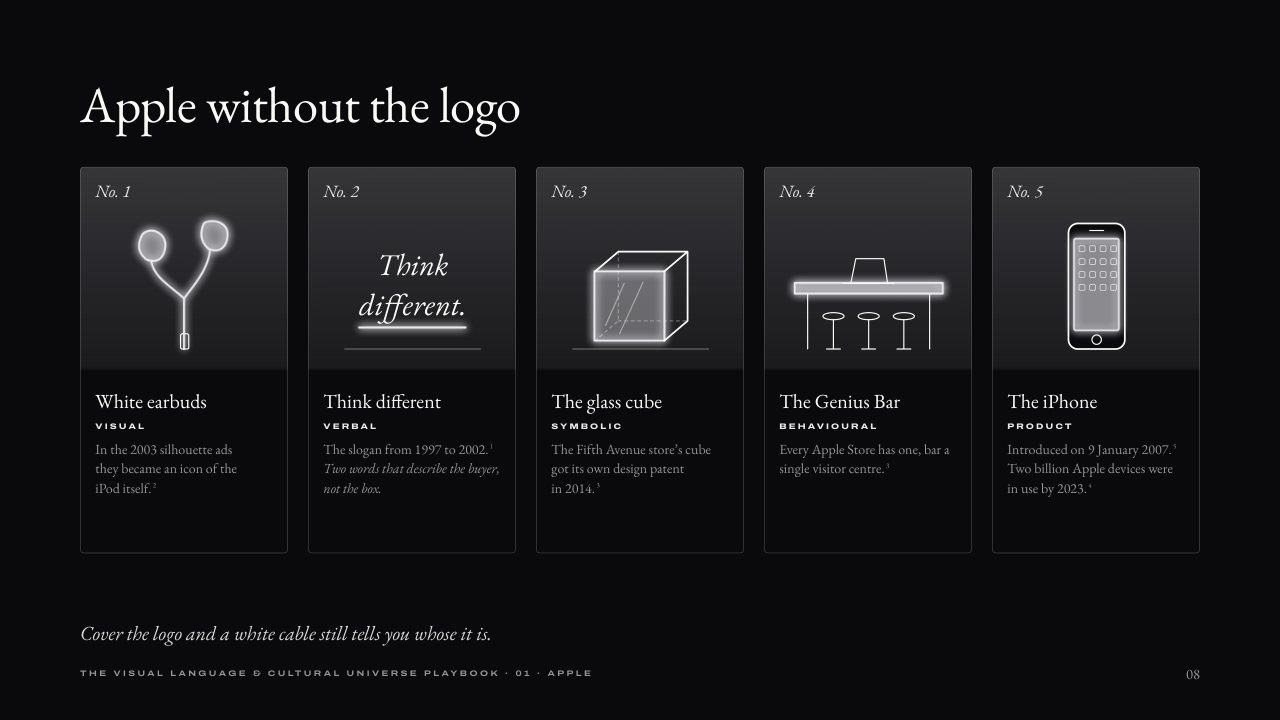 Apple without the logo
No. 1
Think
different.
No. 2
No. 3
No. 4
No. 5
White earbuds
VISUAL
In the 2003 silhouette ads
they became an icon of the
iPod itself. ²
Think different
VERBAL
The slogan from 1997 to 2002. ¹
Two words that describe the buyer,
not the box.
The glass cube
SYMBOLIC
The Fifth Avenue store’s cube
got its own design patent
in 2014. ³
The Genius Bar
BEHAVIOURAL
Every Apple Store has one, bar a
single visitor centre. ³
The iPhone
PRODUCT
Introduced on 9 January 2007. ⁵
Two billion Apple devices were
in use by 2023. ⁴
Cover the logo and a white cable still tells you whose it is.
THE VISUAL LANGUAGE & CULTURAL UNIVERSE PLAYBOOK · 01 · APPLE
08